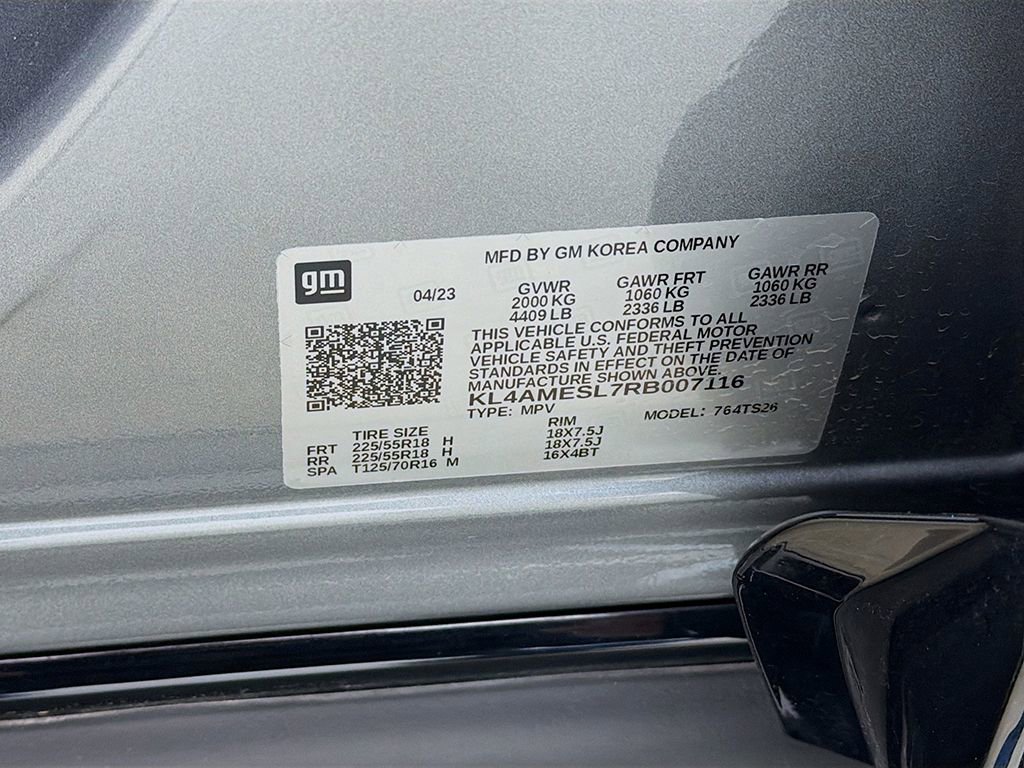 gm
MFD BY GM KOREA COMPANY
04/23
GVWR GAWR FRT GAWR RR
2000 KG 1060 KG 1060 KG
4409 LB 2336 LB 2336 LB
THIS VEHICLE CONFORMS TO ALL
APPLICABLE U.S. FEDERAL MOTOR
VEHICLE SAFETY AND THEFT PREVENTION
STANDARDS IN EFFECT ON THE DATE OF
MANUFACTURE SHOWN ABOVE.
KL4AMESL7RB007116
TYPE: MPV MODEL: 764TS26
TIRE SIZE RIM
FRT 225/55R18 H 18X7.5J
RR 225/55R18 H 18X7.5J
SPA T125/70R16 M 16X4BT